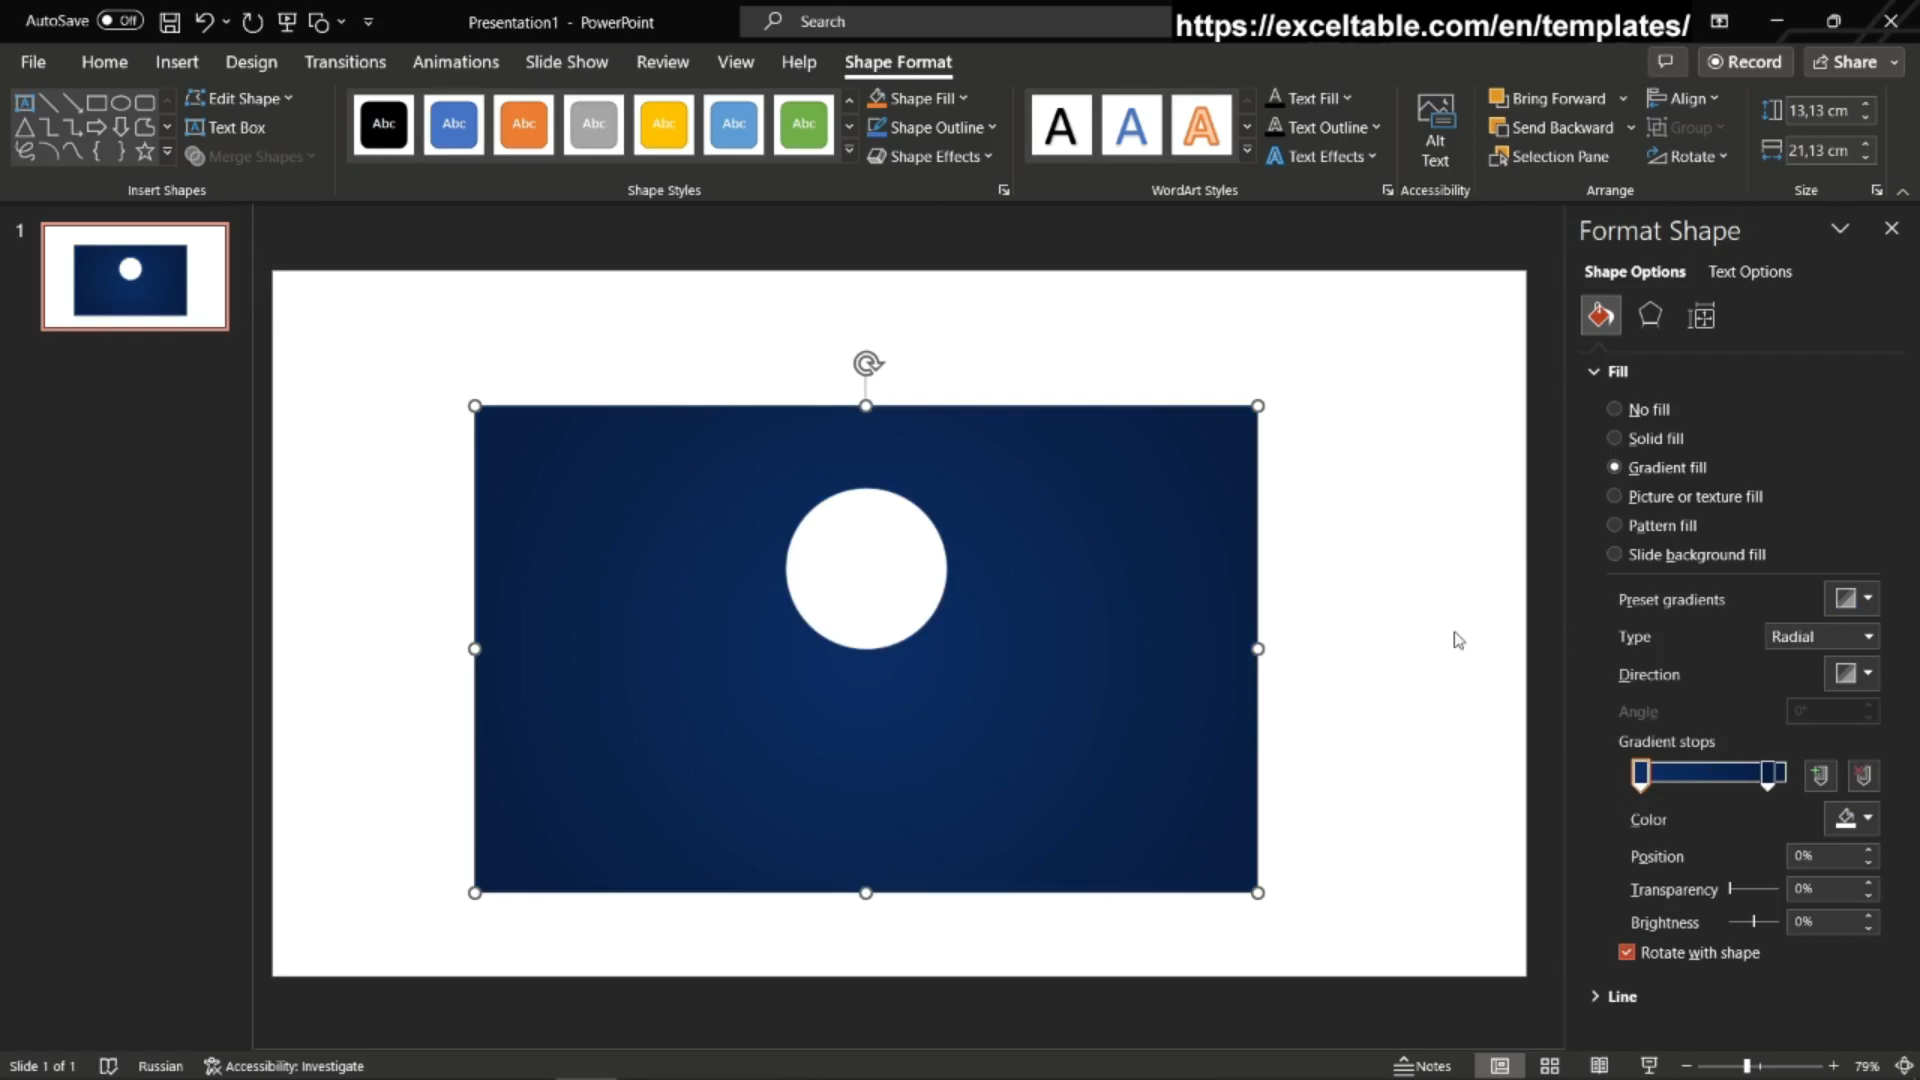 AutoSave Off Presentation1 - PowerPoint Search https://exceltable.com/en/templates/
File Home Insert Design Transitions Animations Slide Show Review View Help Shape Format Record Share
Edit Shape
Text Box
Merge Shapes
Insert Shapes
Abc Abc Abc Abc Abc Abc Abc
Shape Fill
Shape Outline
Shape Effects
Shape Styles
A A A
Text Fill
Text Outline
Text Effects
WordArt Styles
Alt
Text
Accessibility
Bring Forward
Send Backward
Selection Pane
Align
Group
Rotate
Arrange
13,13 cm
21,13 cm
Size
1
Format Shape
Shape Options Text Options
Fill
No fill
Solid fill
Gradient fill
Picture or texture fill
Pattern fill
Slide background fill
Preset gradients
Type Radial
Direction
Angle 0°
Gradient stops
Color
Position 0%
Transparency 0%
Brightness 0%
Rotate with shape
Line
Slide 1 of 1 Russian Accessibility: Investigate Notes 79%